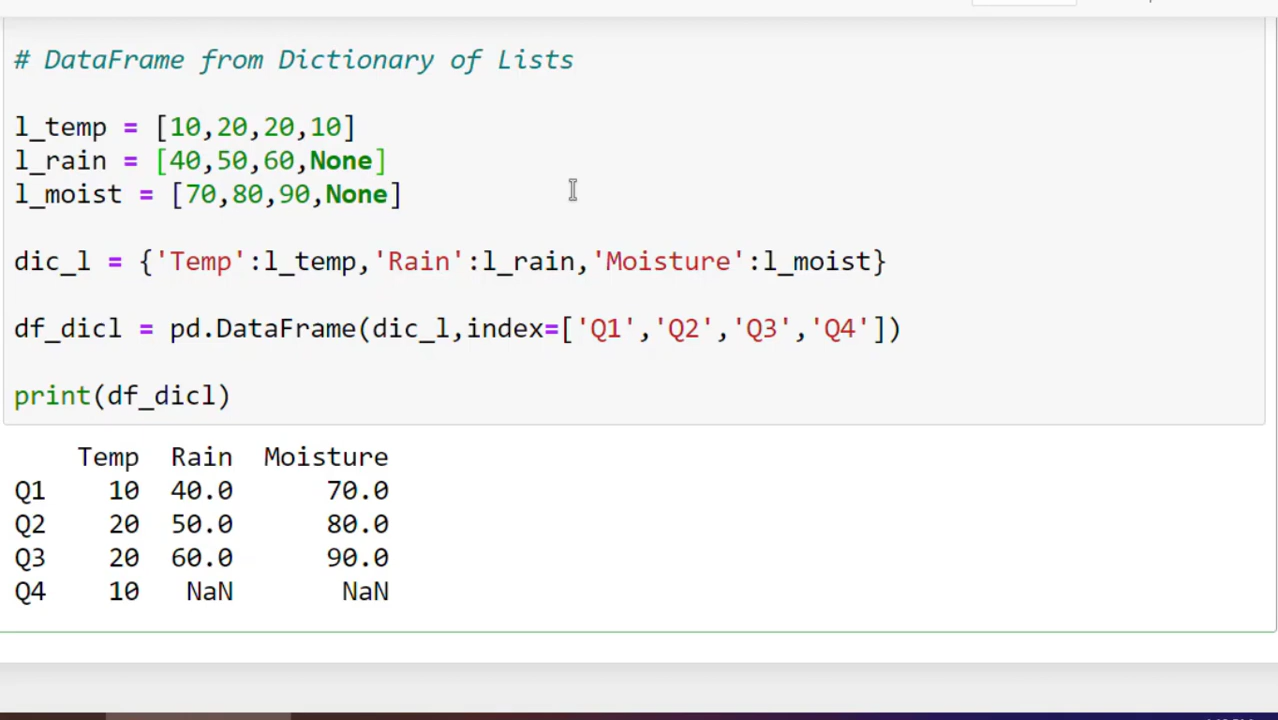 # DataFrame from Dictionary of Lists
l_temp = [10,20,20,10]
l_rain = [40,50,60,None]
l_moist = [70,80,90,None]
dic_l = {'Temp':l_temp,'Rain':l_rain,'Moisture':l_moist}
df_dicl = pd.DataFrame(dic_l,index=['Q1','Q2','Q3','Q4'])
print(df_dicl)
Temp Rain Moisture
Q1 10 40.0 70.0
Q2 20 50.0 80.0
Q3 20 60.0 90.0
Q4 10 NaN NaN